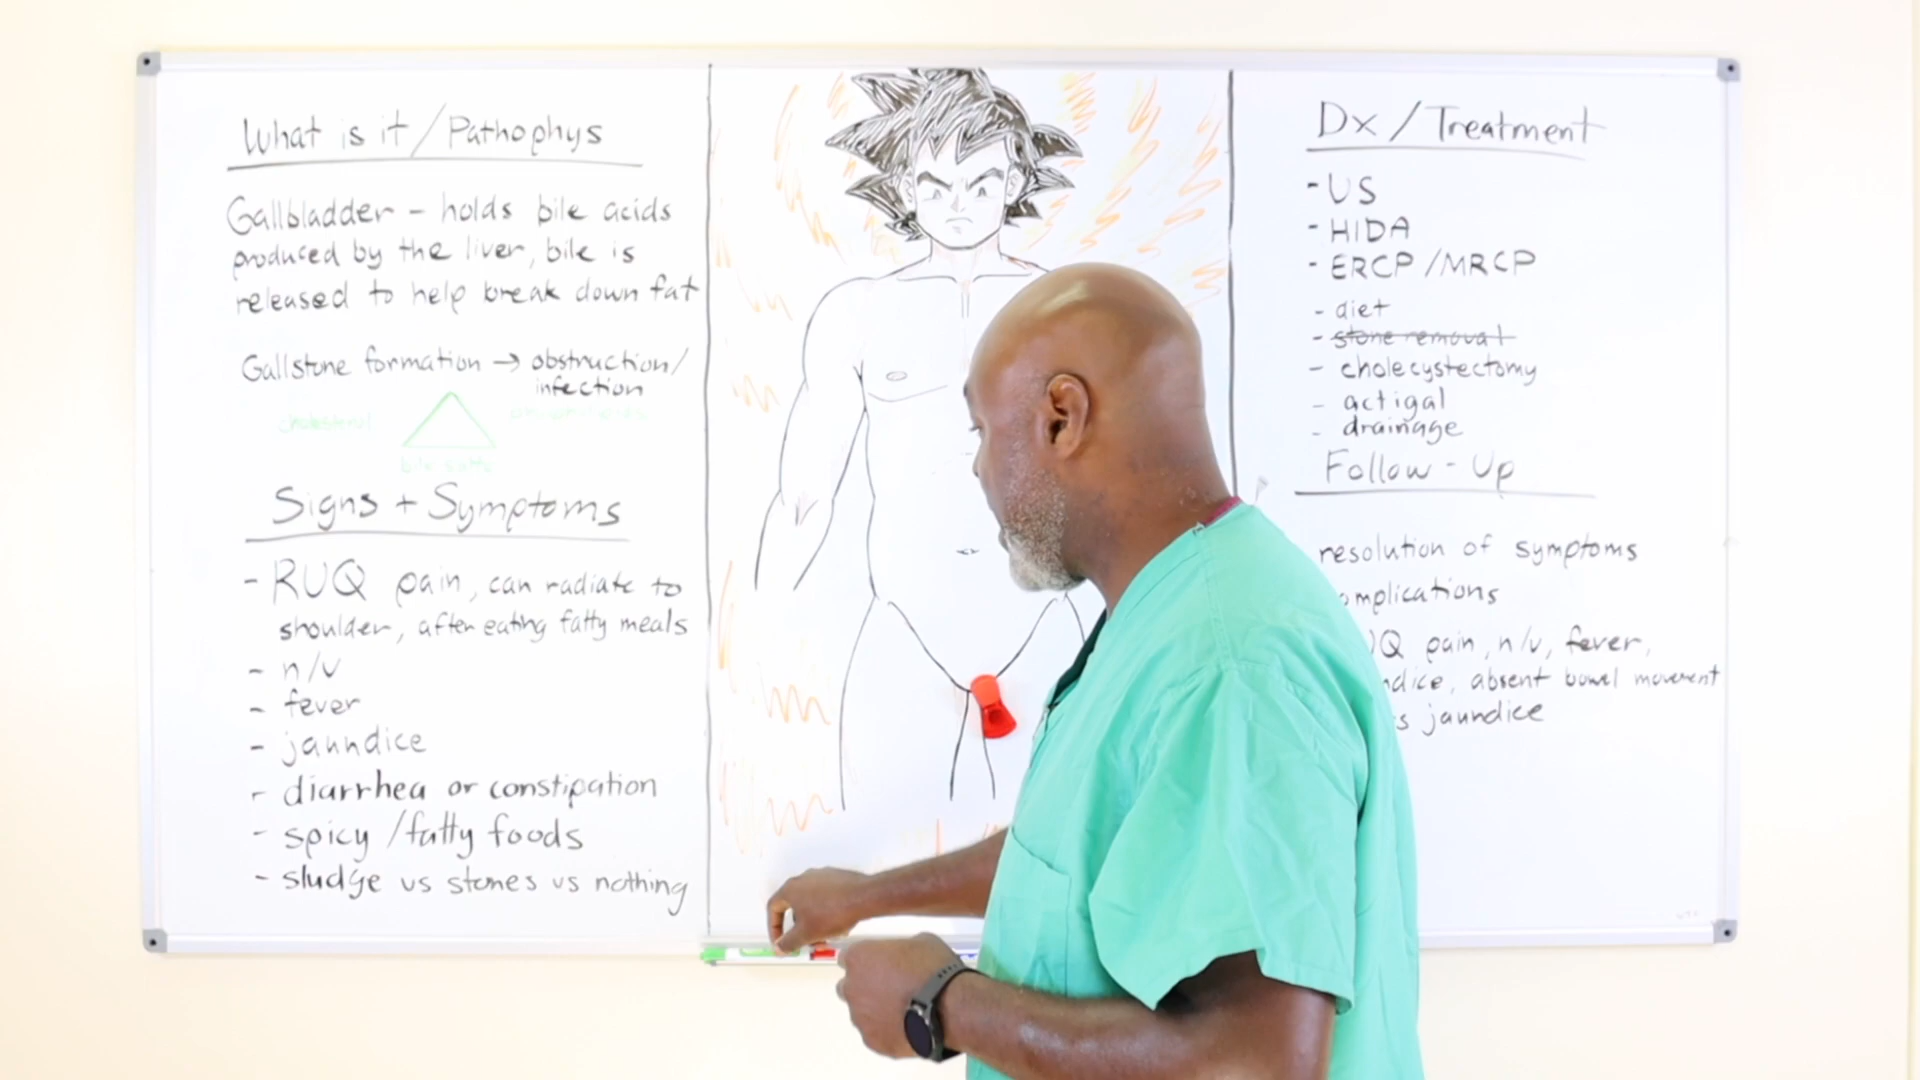 What is it/Pathophys
Gallbladder - holds bile acids
produced by the liver, bile is
released to help break down fat
Gallstone formation → obstruction/
infection
cholesterol
bile salts
Signs + Symptoms
- RUQ pain, can radiate to
shoulder, after eating fatty meals
- n/v
- fever
- jaundice
- diarrhea or constipation
- spicy/fatty foods
- sludge vs stones vs nothing
Dx/Treatment
- US
- HIDA
- ERCP/MRCP
- diet
- stone removal
- cholecystectomy
- actigal
- drainage
Follow-Up
resolution of symptoms
omplications
Q pain, n/v, fever,
ndice, absent bowel movement
s jaundice